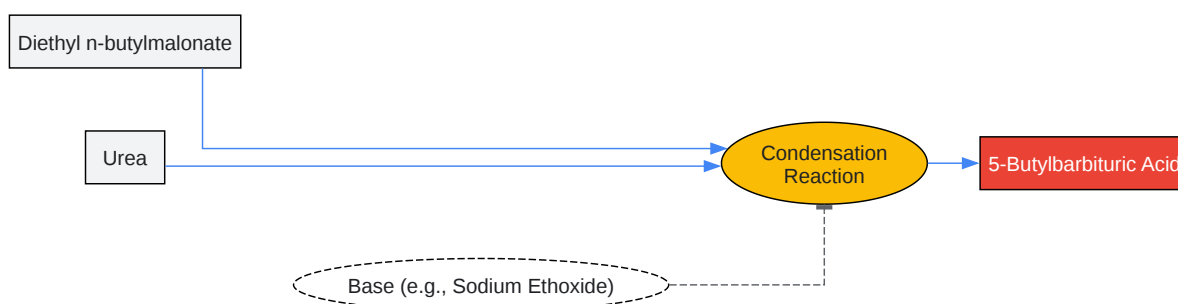 Diethyl n-butylmalonate
Urea
Condensation
Reaction
5-Butylbarbituric Acid
Base (e.g., Sodium Ethoxide)